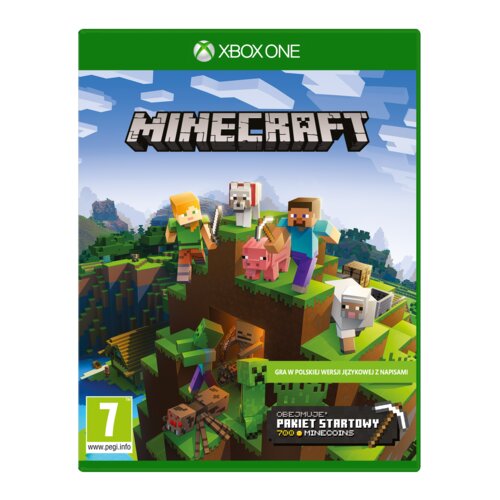 XBOX ONE
MINECRAFT
GRA W POLSKIEJ WERSJI JĘZYKOWEJ Z NAPISAMI
OBEJMUJE*
PAKIET STARTOWY
700 MINECOINS
7
www.pegi.info